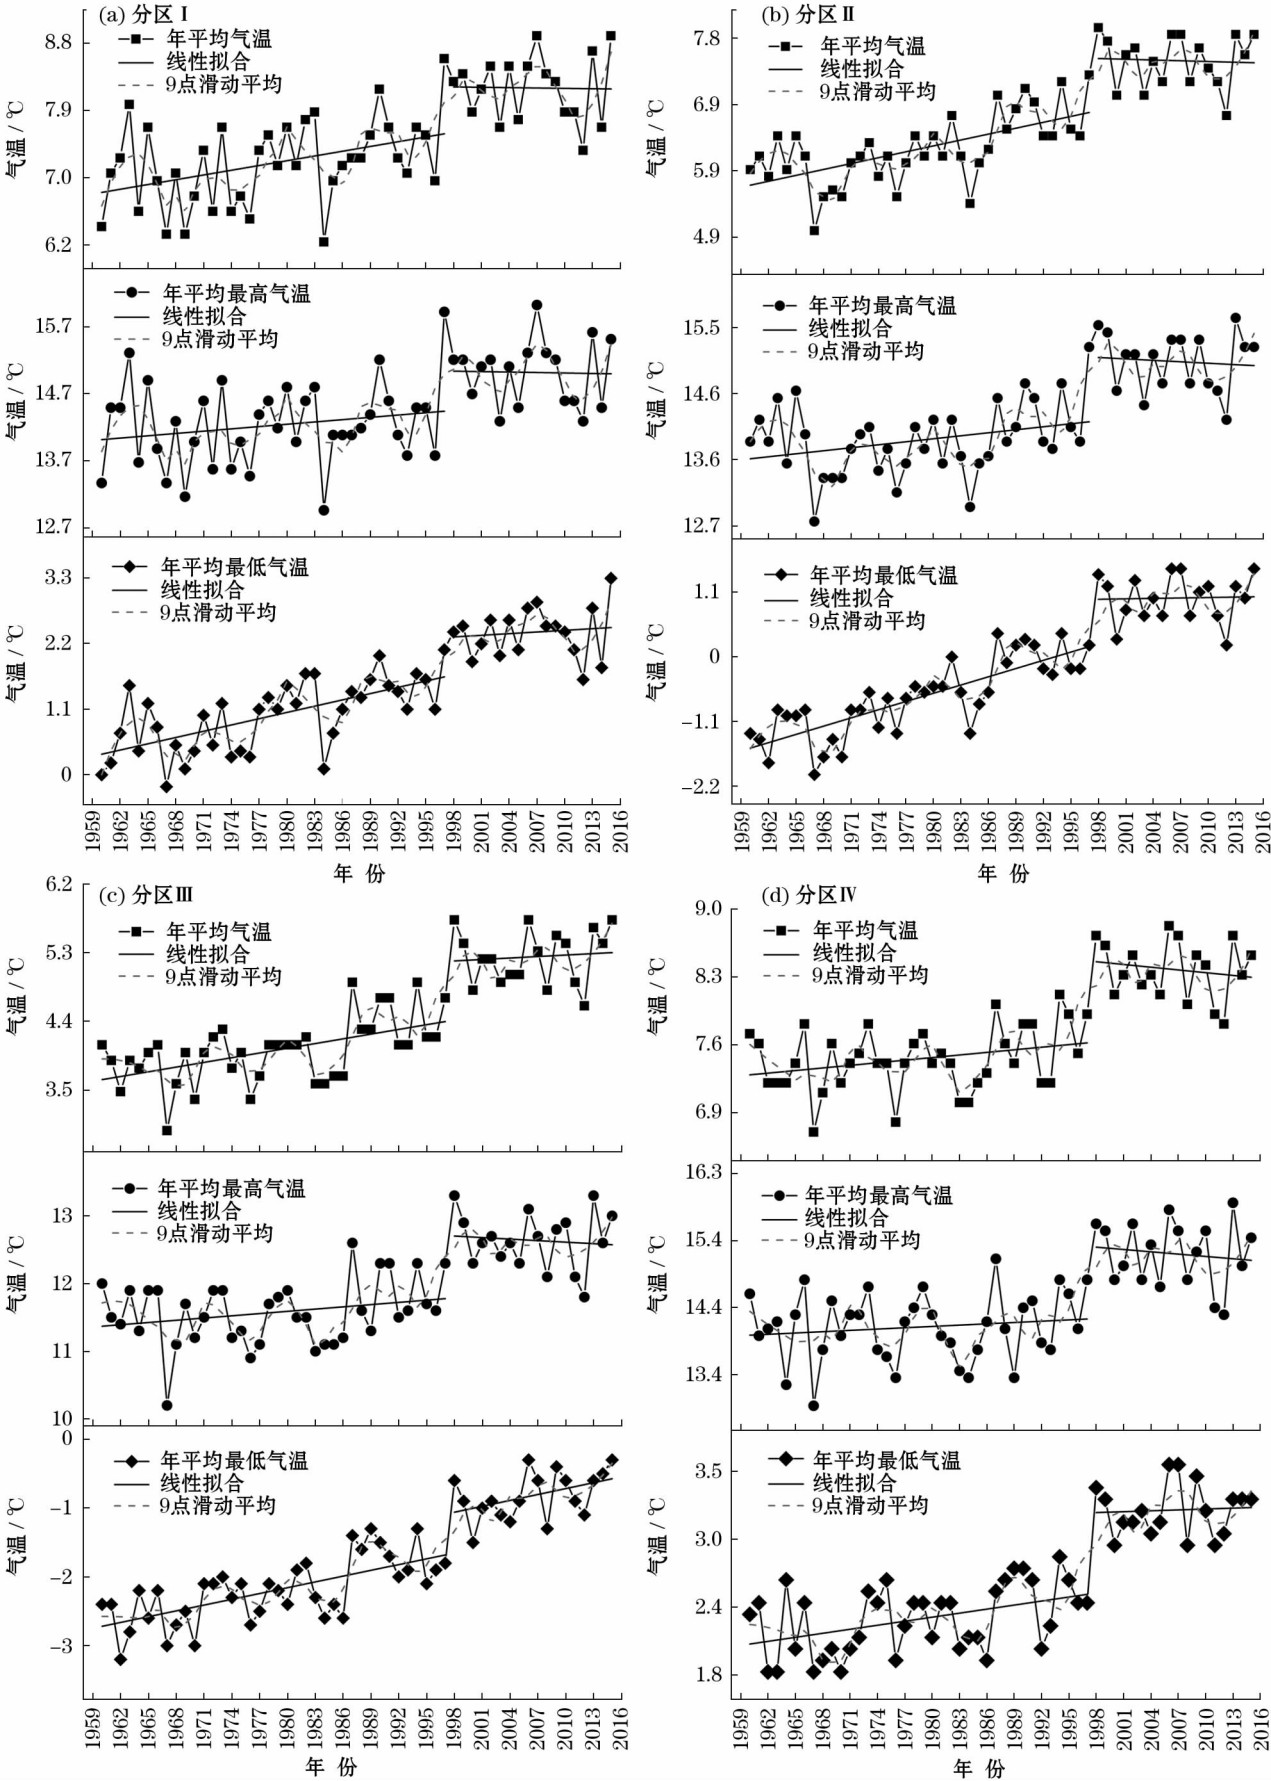 (a) 分区 Ⅰ
年平均气温
线性拟合
9点滑动平均
气温 / ℃
8.8
7.9
7.0
6.2
年平均最高气温
线性拟合
9点滑动平均
气温 / ℃
15.7
14.7
13.7
12.7
年平均最低气温
线性拟合
9点滑动平均
气温 / ℃
3.3
2.2
1.1
0
1959 1962 1965 1968 1971 1974 1977 1980 1983 1986 1989 1992 1995 1998 2001 2004 2007 2010 2013 2016
年 份
(b) 分区 Ⅱ
年平均气温
线性拟合
9点滑动平均
气温 / ℃
7.8
6.9
5.9
4.9
年平均最高气温
线性拟合
9点滑动平均
气温 / ℃
15.5
14.6
13.6
12.7
年平均最低气温
线性拟合
9点滑动平均
气温 / ℃
1.1
0
−1.1
−2.2
1959 1962 1965 1968 1971 1974 1977 1980 1983 1986 1989 1992 1995 1998 2001 2004 2007 2010 2013 2016
年 份
(c) 分区Ⅲ
年平均气温
线性拟合
9点滑动平均
气温 / ℃
6.2
5.3
4.4
3.5
年平均最高气温
线性拟合
9点滑动平均
气温 / ℃
13
12
11
10
年平均最低气温
线性拟合
9点滑动平均
气温 / ℃
0
−1
−2
−3
1959 1962 1965 1968 1971 1974 1977 1980 1983 1986 1989 1992 1995 1998 2001 2004 2007 2010 2013 2016
年 份
(d) 分区Ⅳ
年平均气温
线性拟合
9点滑动平均
气温 / ℃
9.0
8.3
7.6
6.9
年平均最高气温
线性拟合
9点滑动平均
气温 / ℃
16.3
15.4
14.4
13.4
年平均最低气温
线性拟合
9点滑动平均
气温 / ℃
3.5
3.0
2.4
1.8
1959 1962 1965 1968 1971 1974 1977 1980 1983 1986 1989 1992 1995 1998 2001 2004 2007 2010 2013 2016
年 份